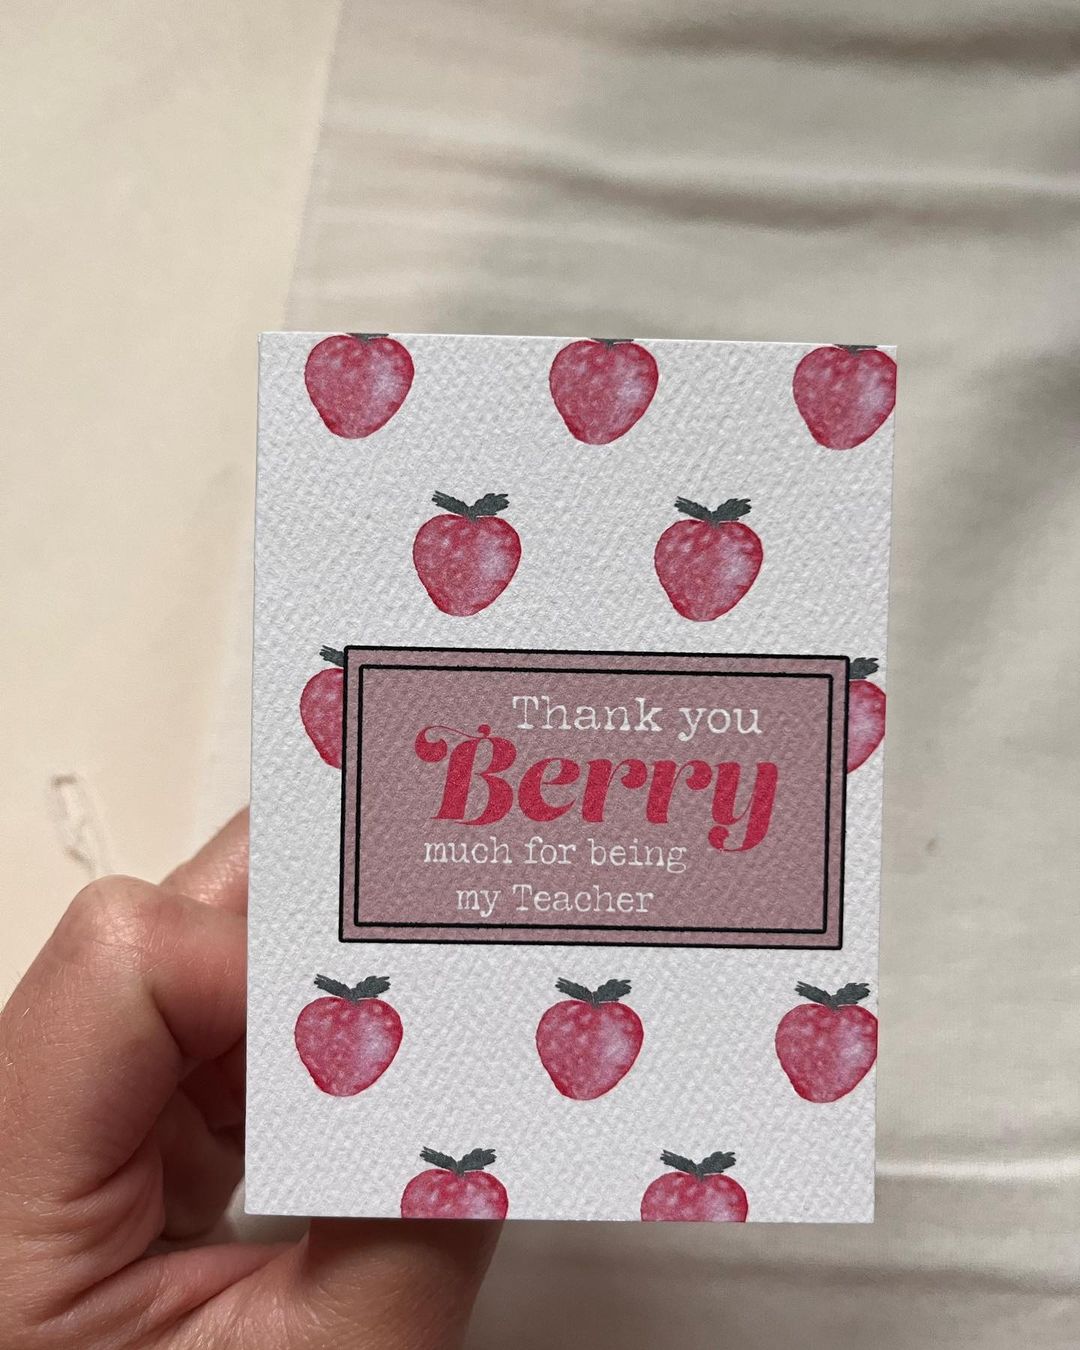 Thank you
Berry
much for being
my Teacher